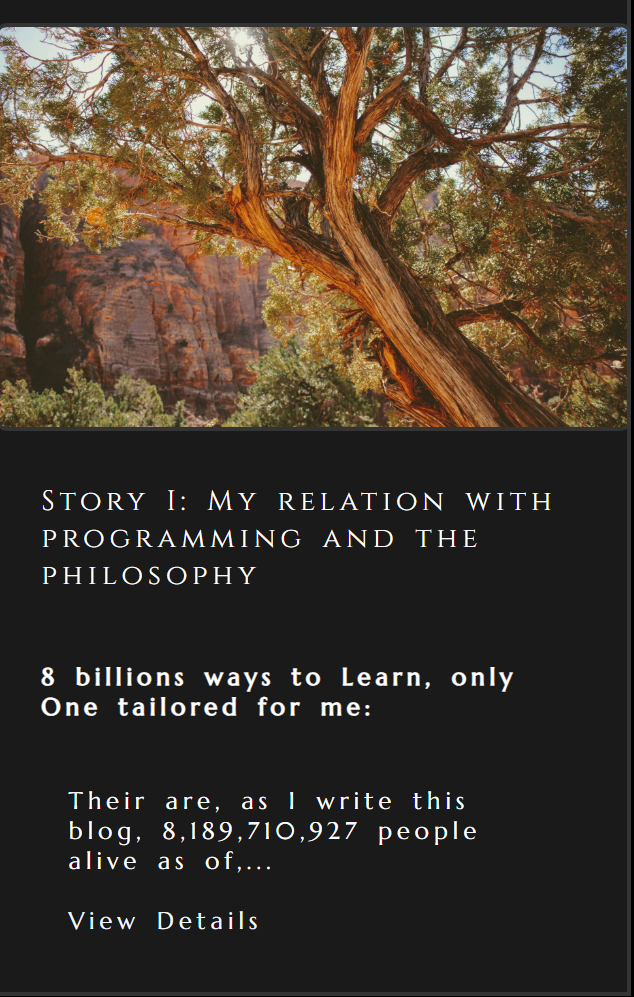 Story I: My relation with
programming and the
philosophy
8 billions ways to Learn, only
One tailored for me:
Their are, as I write this
blog, 8,189,710,927 people
alive as of,...
View Details